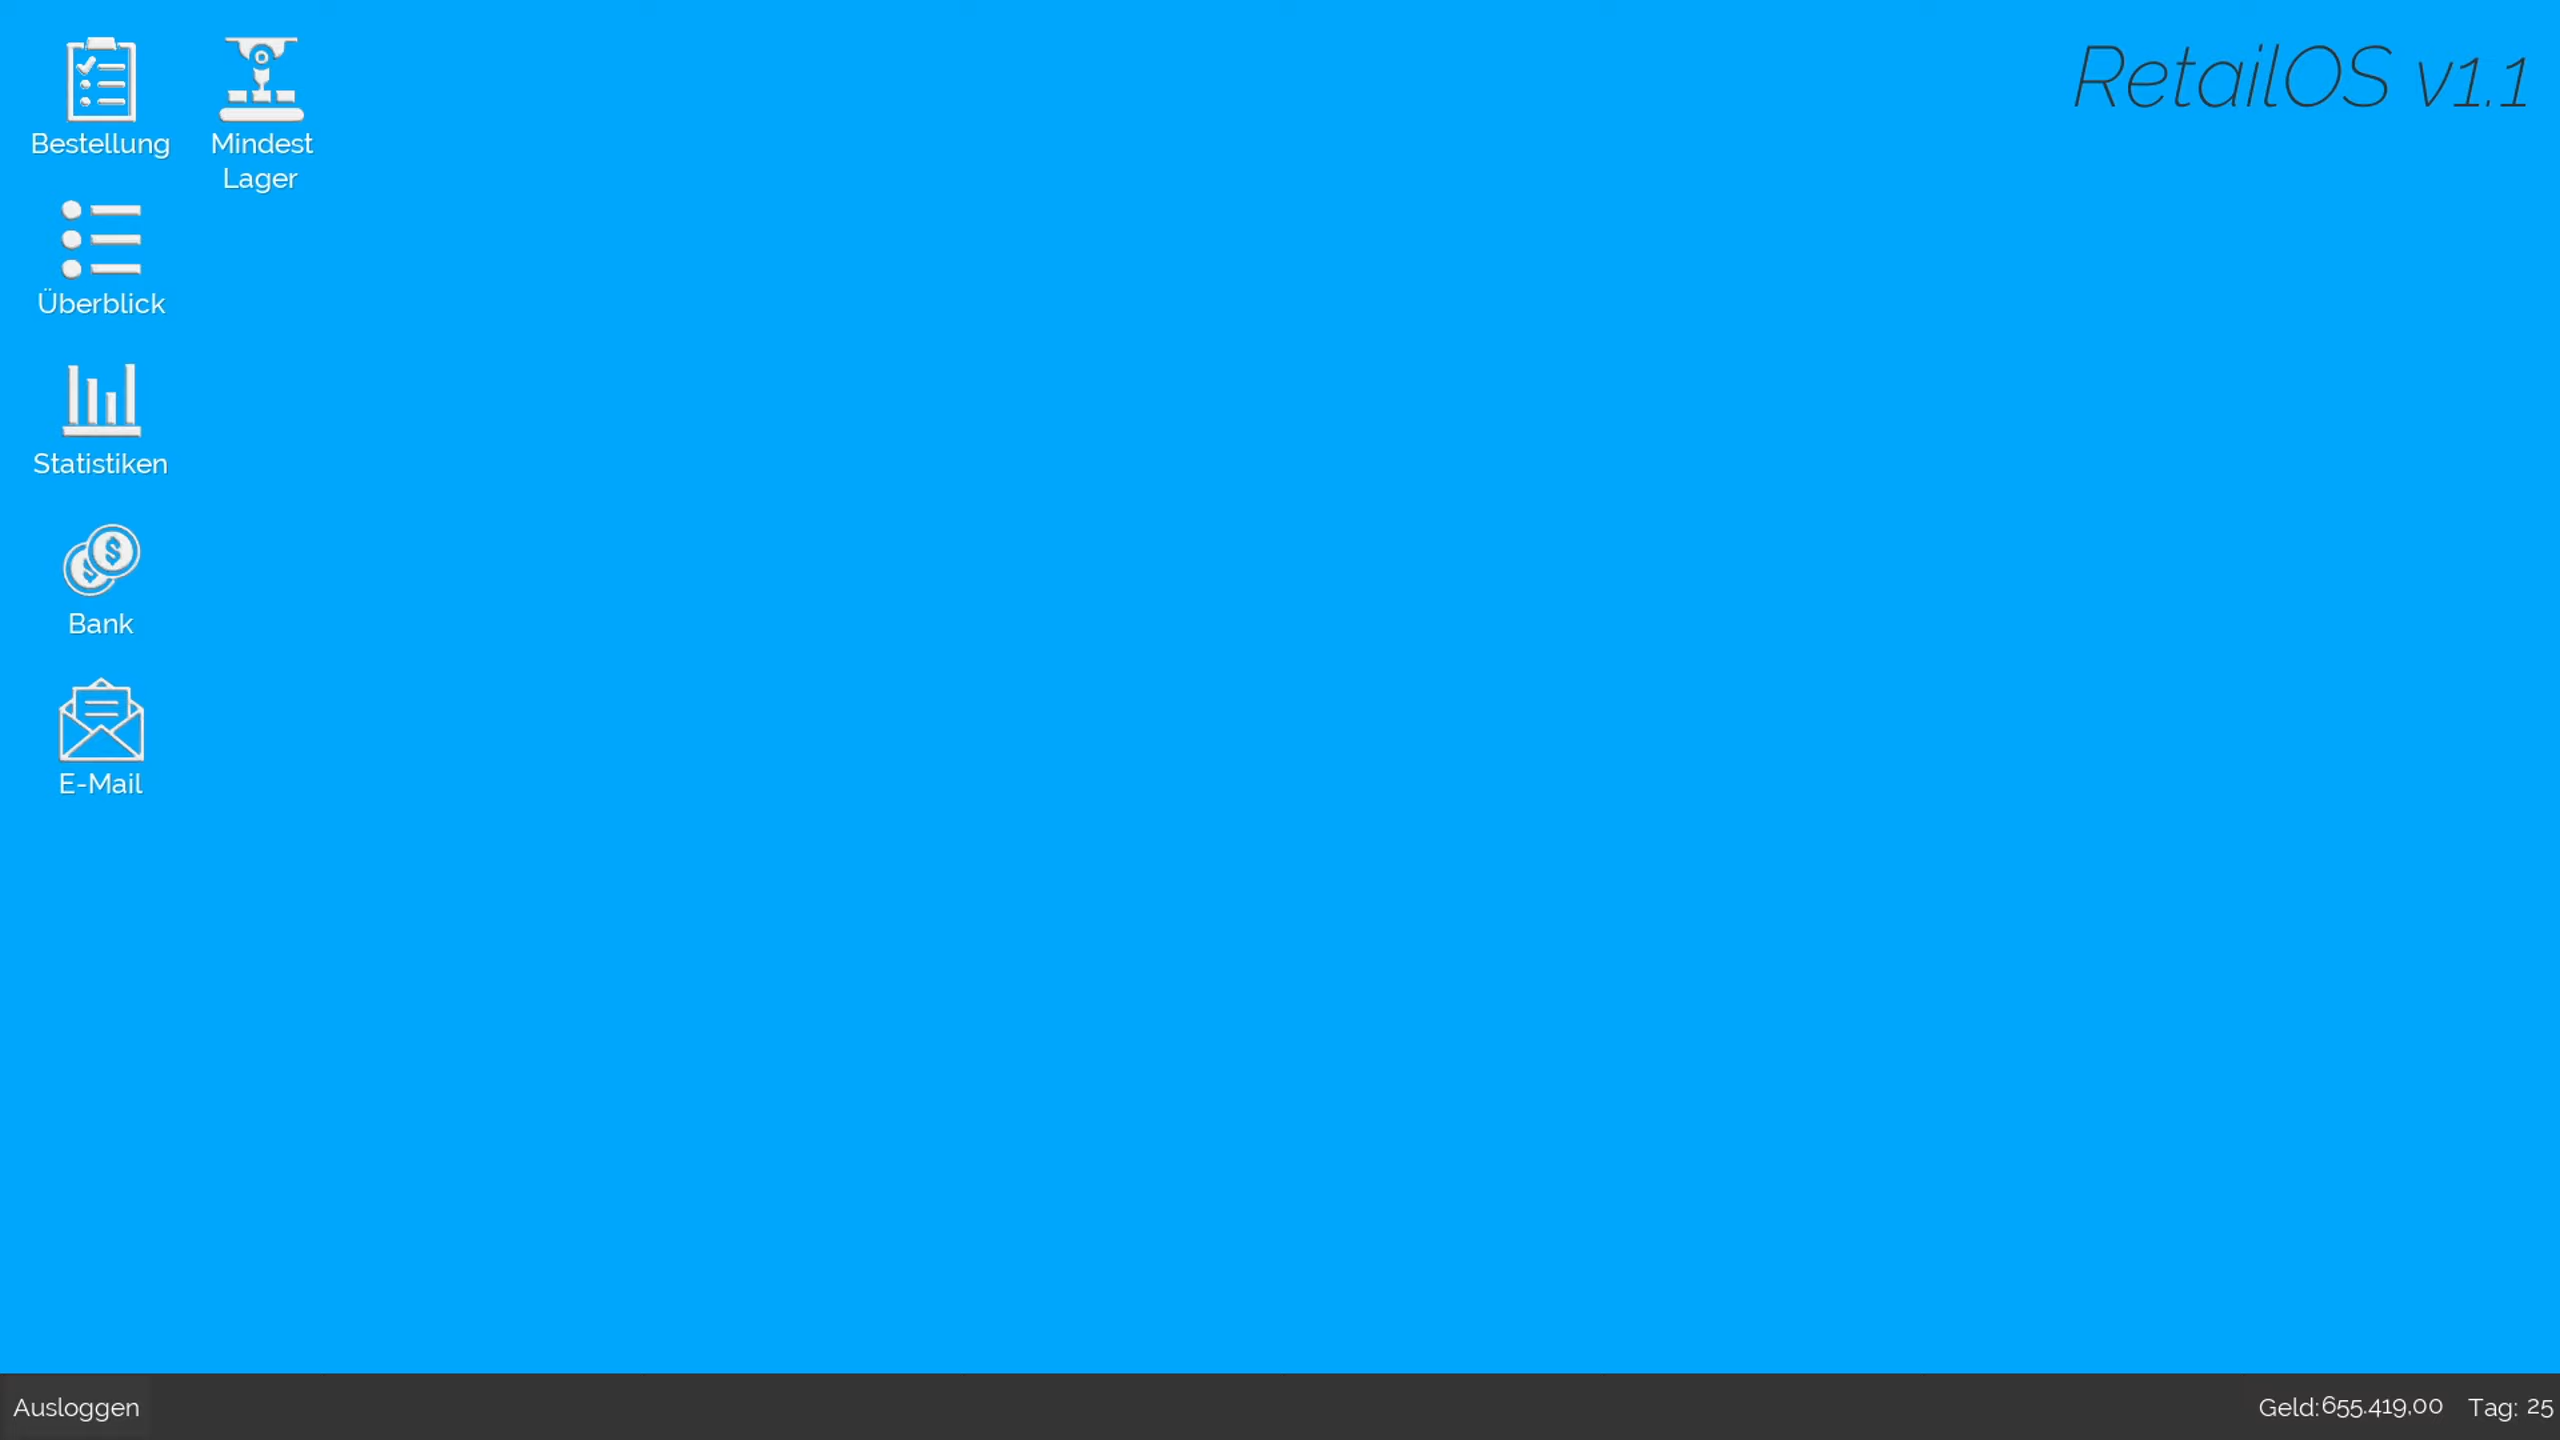 Bestellung
Mindest
Lager
RetailOS v1.1
Überblick
Statistiken
Bank
E-Mail
Ausloggen
Geld:655.419,00 Tag: 25